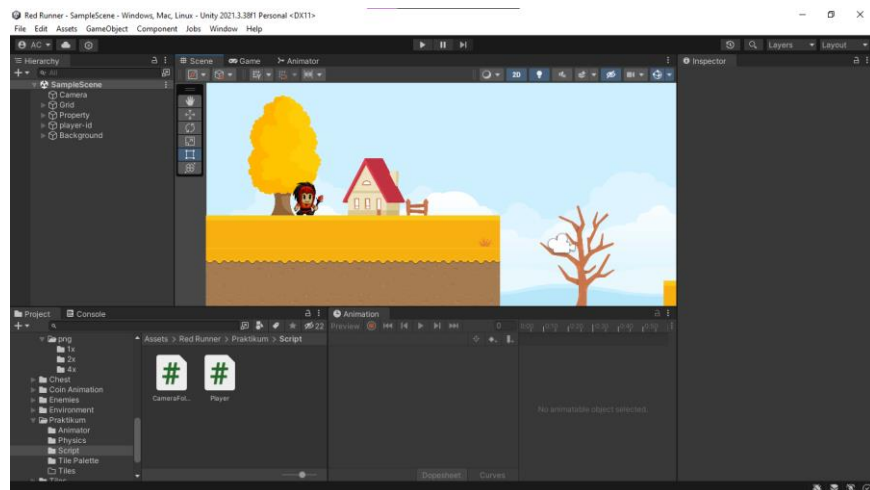 Red Runner - SampleScene - Windows, Mac, Linux - Unity 2021.3.38f1 Personal <DX11>
File Edit Assets GameObject Component Jobs Window Help
AC Layers Layout
Hierarchy Scene Game Animator Inspector
All 2D
SampleScene
Camera
Grid
Property
player-id
Background
Project Console Animation
22 Preview 0
png
1x
2x
4x
Chest
Coin Animation
Enemies
Environment
Praktikum
Animator
Physics
Script
Tile Palette
Tiles
Assets > Red Runner > Praktikum > Script
CameraFol... Player
No animatable object selected.
Dopesheet Curves